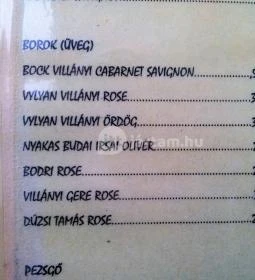 BOROK (ÜVEG)
BOCK VILLÁNYI CABARNET SAVIGNON
VYLYAN VILLÁNYI ROSE
VYLYAN VILLÁNYI ÖRDÖG
NYAKAS BUDAI IRSAI OLIVÉR
BODRI ROSE
VILLÁNYI GERE ROSE
DÚZSI TAMÁS ROSE
PEZSGŐ